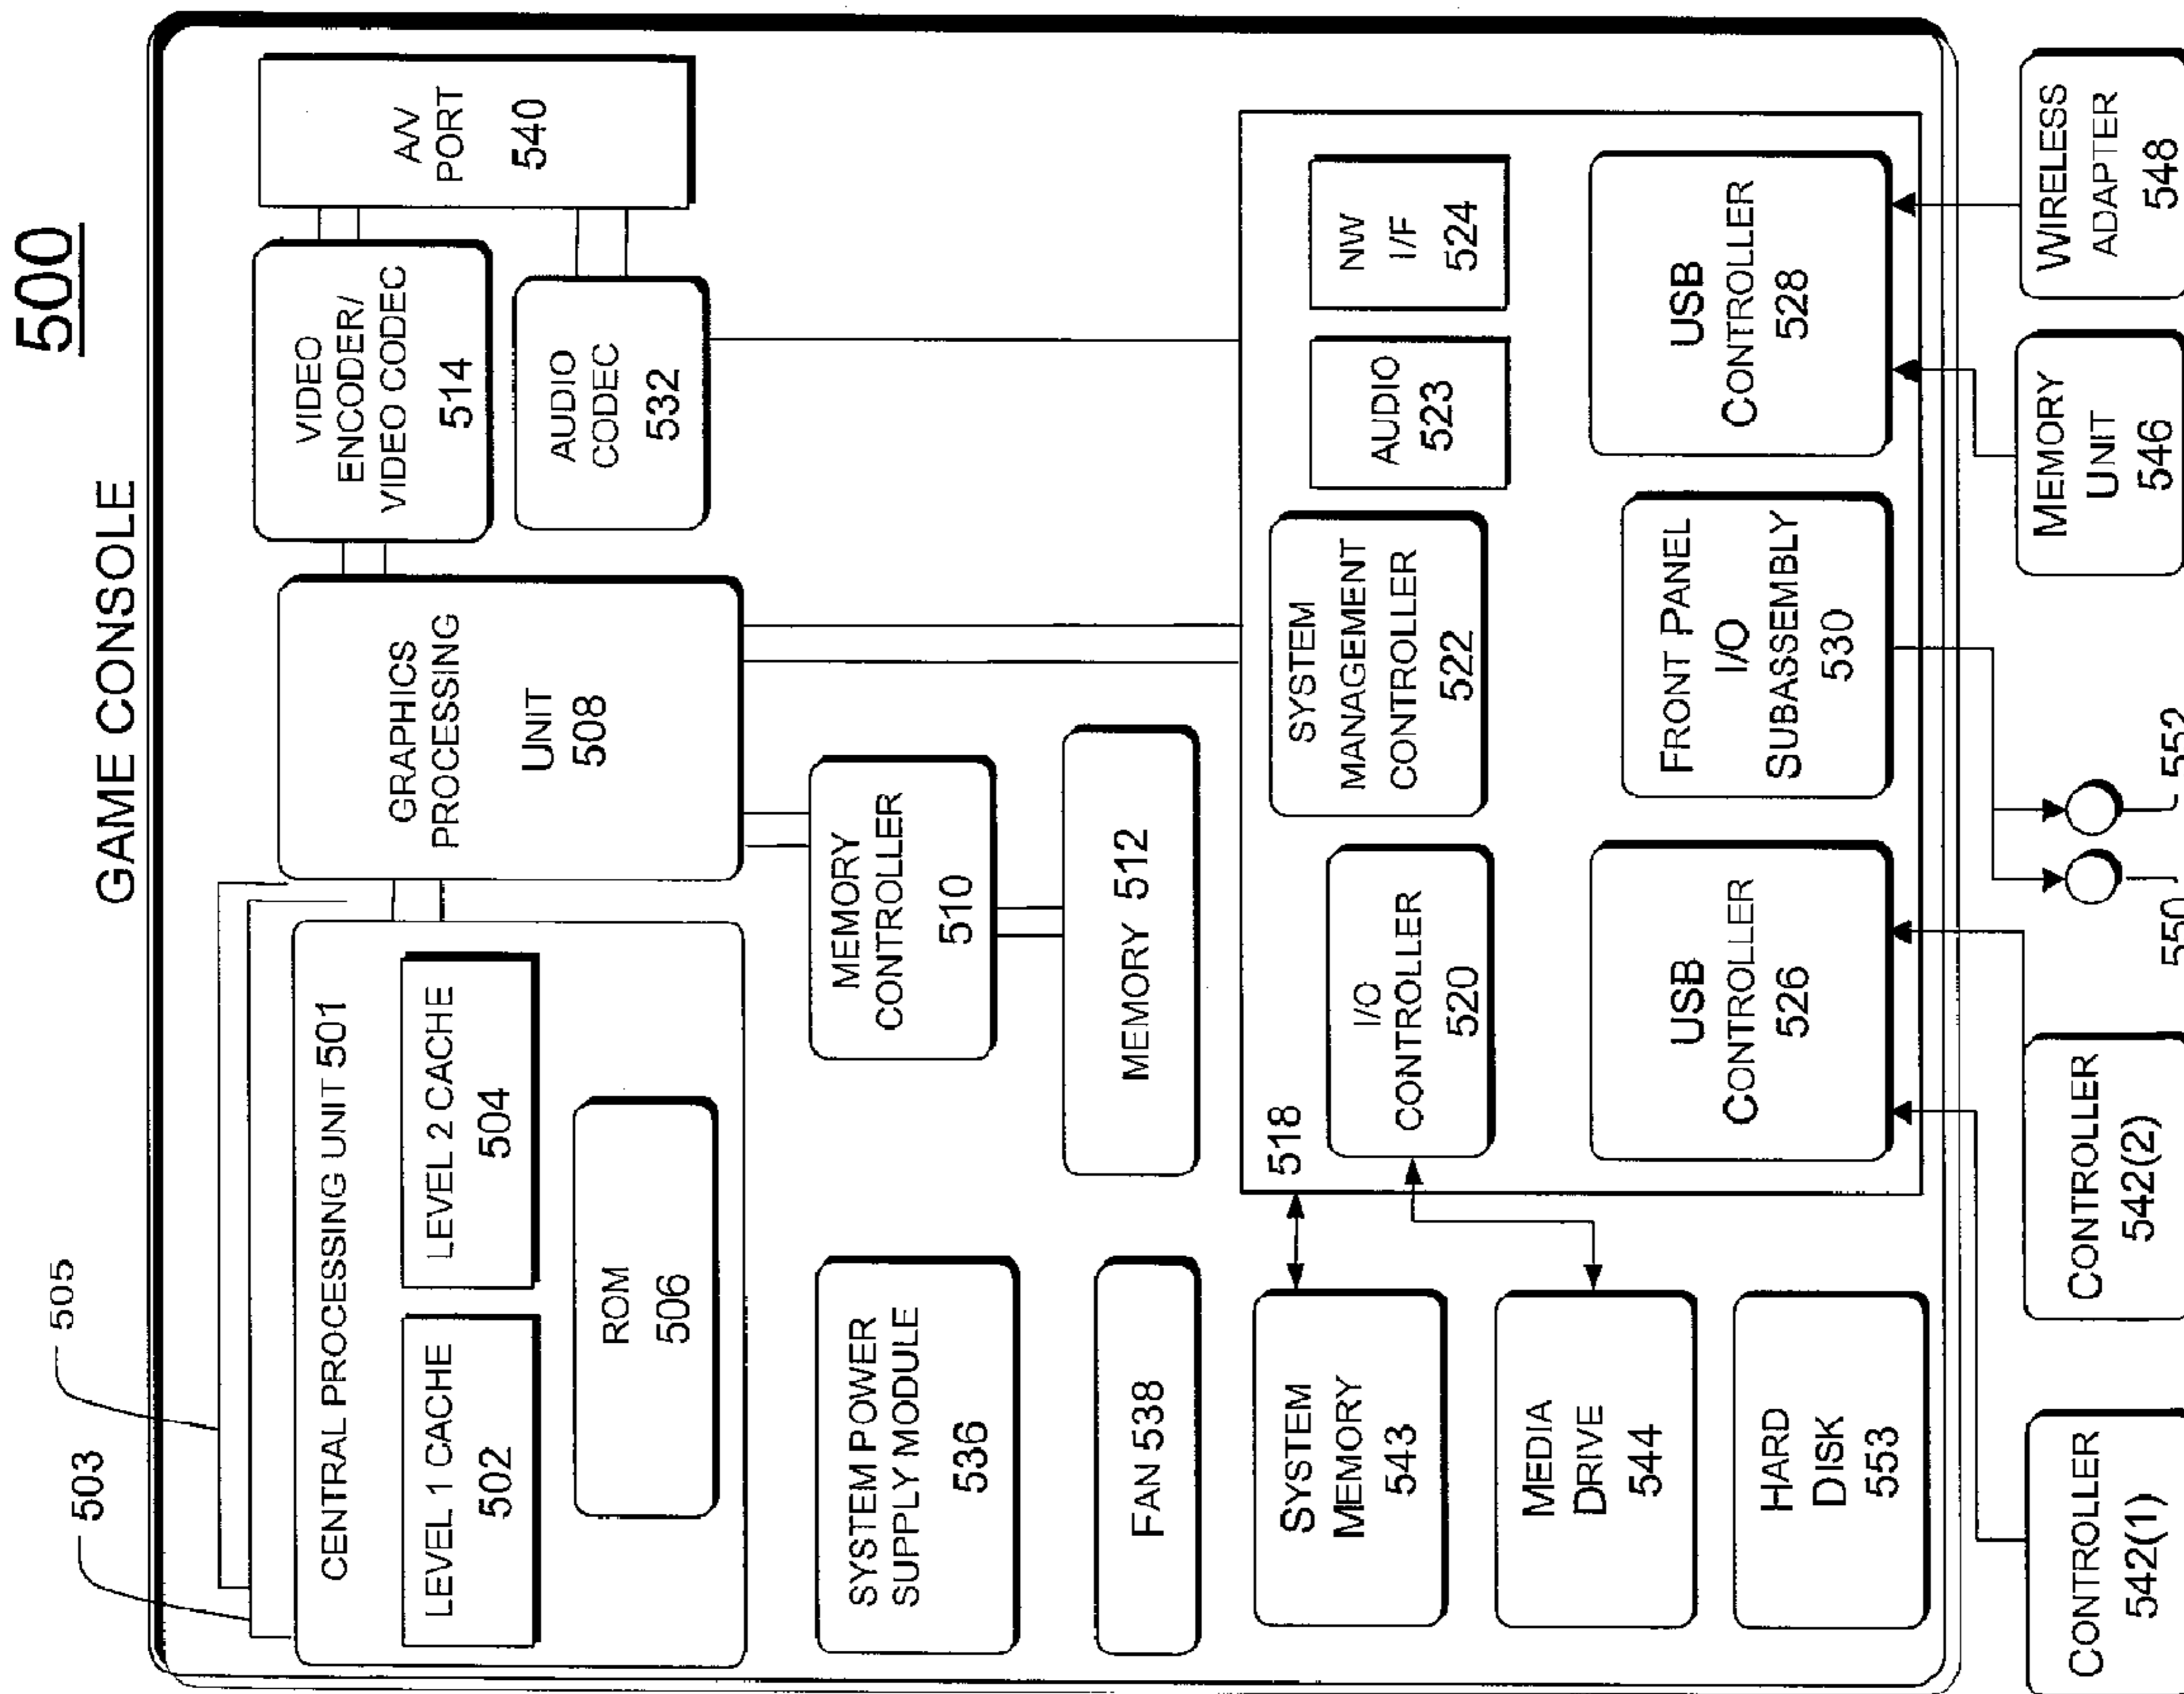 GAME CONSOLE
500
503
505
CENTRAL PROCESSING UNIT 501
LEVEL 1 CACHE
502
LEVEL 2 CACHE
504
ROM
506
GRAPHICS
PROCESSING
UNIT
508
VIDEO
ENCODER/
VIDEO CODEC
514
AUDIO
CODEC
532
A/V
PORT
540
SYSTEM POWER
SUPPLY MODULE
536
MEMORY
CONTROLLER
510
FAN 538
MEMORY 512
518
SYSTEM
MEMORY
543
I/O
CONTROLLER
520
SYSTEM
MANAGEMENT
CONTROLLER
522
AUDIO
523
NW
I/F
524
MEDIA
DRIVE
544
USB
CONTROLLER
526
FRONT PANEL
I/O
SUBASSEMBLY
530
USB
CONTROLLER
528
HARD
DISK
553
CONTROLLER
542(1)
CONTROLLER
542(2)
550
552
MEMORY
UNIT
546
WIRELESS
ADAPTER
548